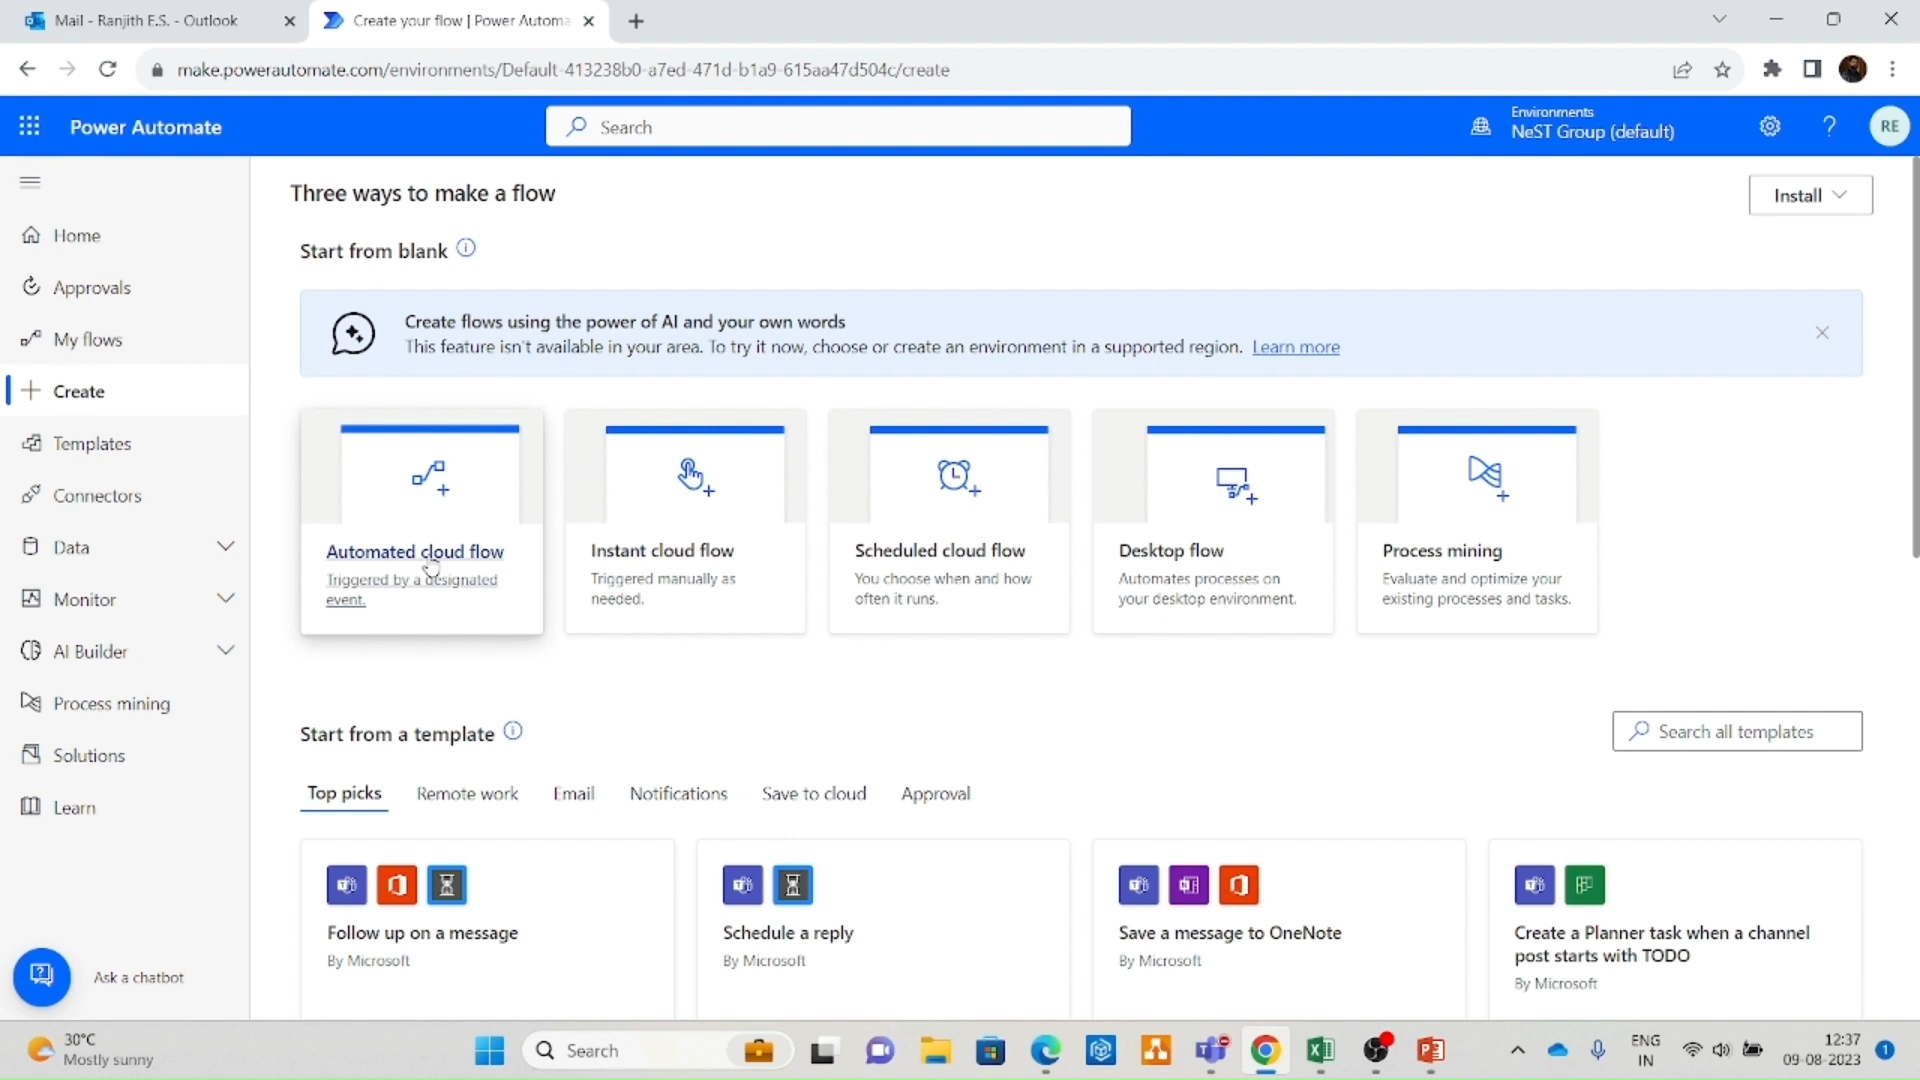 Mail - Ranjith E.S. - Outlook
Create your flow | Power Automa
make.powerautomate.com/environments/Default-413238b0-a7ed-471d-b1a9-615aa47d504c/create
Power Automate
Search
Environments
NeST Group (default)
?
RE
Home
Approvals
My flows
Create
Templates
Connectors
Data
Monitor
AI Builder
Process mining
Solutions
Learn
Ask a chatbot
Three ways to make a flow
Install
Start from blank
Create flows using the power of AI and your own words
This feature isn't available in your area. To try it now, choose or create an environment in a supported region. Learn more
Automated cloud flow
Triggered by a designated
event.
Instant cloud flow
Triggered manually as
needed.
Scheduled cloud flow
You choose when and how
often it runs.
Desktop flow
Automates processes on
your desktop environment.
Process mining
Evaluate and optimize your
existing processes and tasks.
Start from a template
Search all templates
Top picks
Remote work
Email
Notifications
Save to cloud
Approval
Follow up on a message
By Microsoft
Schedule a reply
By Microsoft
Save a message to OneNote
By Microsoft
Create a Planner task when a channel
post starts with TODO
By Microsoft
30°C
Mostly sunny
Search
ENG
IN
12:37
09-08-2023
1